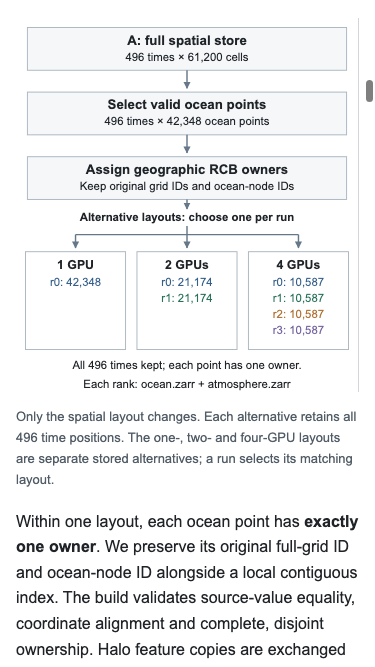 A: full spatial store
496 times × 61,200 cells
Select valid ocean points
496 times × 42,348 ocean points
Assign geographic RCB owners
Keep original grid IDs and ocean-node IDs
Alternative layouts: choose one per run
1 GPU
r0: 42,348
2 GPUs
r0: 21,174
r1: 21,174
4 GPUs
r0: 10,587
r1: 10,587
r2: 10,587
r3: 10,587
All 496 times kept; each point has one owner.
Each rank: ocean.zarr + atmosphere.zarr
Only the spatial layout changes. Each alternative retains all
496 time positions. The one-, two- and four-GPU layouts
are separate stored alternatives; a run selects its matching
layout.
Within one layout, each ocean point has exactly
one owner. We preserve its original full-grid ID
and ocean-node ID alongside a local contiguous
index. The build validates source-value equality,
coordinate alignment and complete, disjoint
ownership. Halo feature copies are exchanged